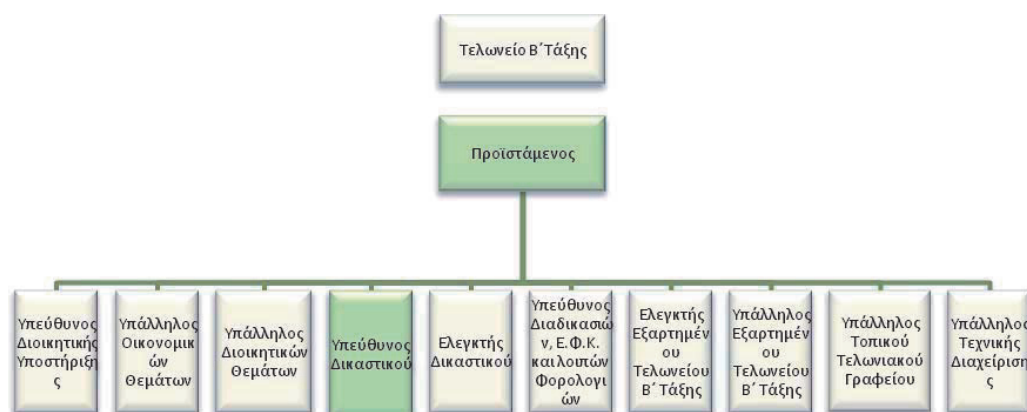 Τελωνείο Β΄Τάξης
Προϊστάμενος
Υπεύθυνος
Διοικητικής
Υποστήριξη
ς
Υπάλληλος
Οικονομικ
ών
Θεμάτων
Υπάλληλος
Διοικητικών
Θεμάτων
Υπεύθυνος
Δικαστικού
Ελεγκτής
Δικαστικού
Υπεύθυνος
Διαδικασιώ
ν, Ε.Φ.Κ.
και λοιπών
Φορολογι
ών
Ελεγκτής
Εξαρτημέν
ου
Τελωνείου
Β΄ Τάξης
Υπάλληλος
Εξαρτημέν
ου
Τελωνείου
Β΄ Τάξης
Υπάλληλος
Τοπικού
Τελωνιακού
Γραφείου
Υπάλληλος
Τεχνικής
Διαχείριση
ς